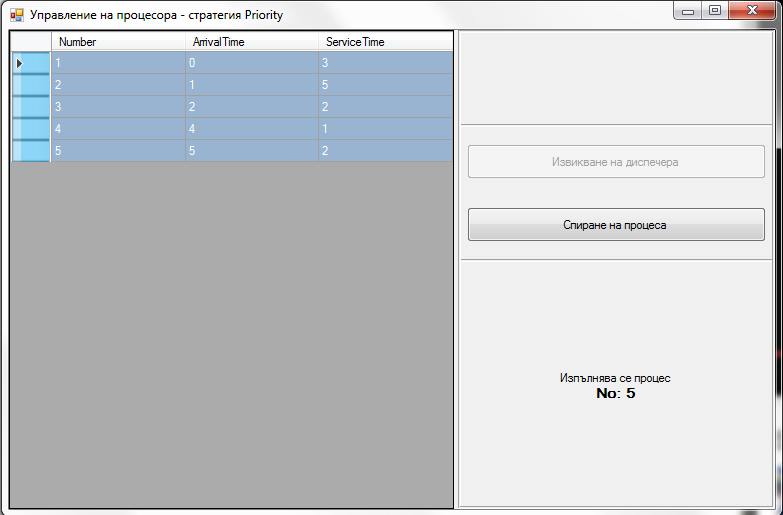 Управление на процесора - стратегия Priority
Number ArrivalTime ServiceTime
1 0 3
2 1 5
3 2 2
4 4 1
5 5 2
Извикване на диспечера
Спиране на процеса
Изпълнява се процес
No: 5